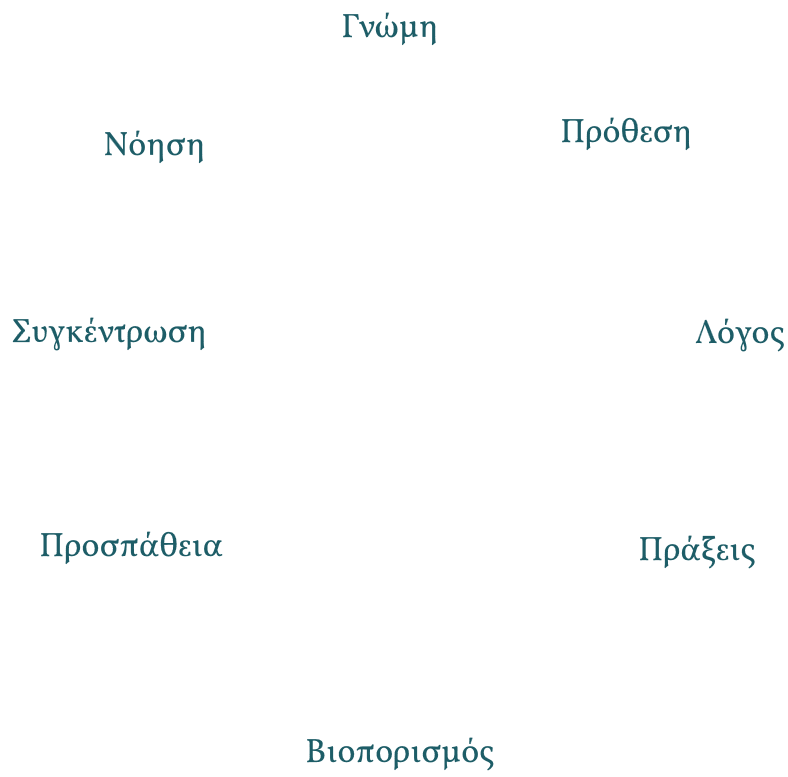 Γνώμη
Πρόθεση
Νόηση
Συγκέντρωση
Λόγος
Προσπάθεια
Πράξεις
Βιοπορισμός